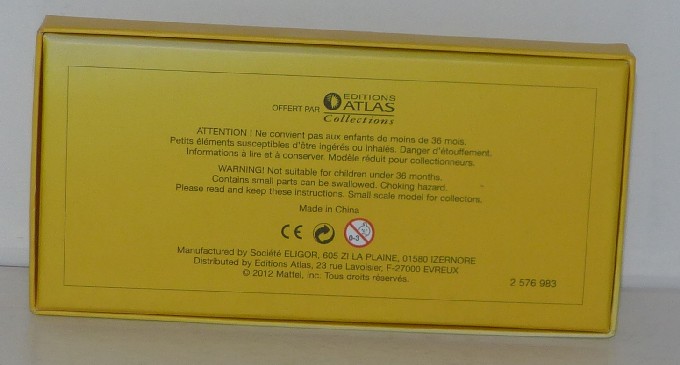 OFFERT PAR EDITIONS ATLAS
Collections
ATTENTION ! Ne convient pas aux enfants de moins de 36 mois.
Petits éléments susceptibles d'être ingérés ou inhalés. Danger d'étouffement.
Informations à lire et à conserver. Modèle réduit pour collectionneurs.
WARNING! Not suitable for children under 36 months.
Contains small parts can be swallowed. Choking hazard.
Please read and keep these instructions. Small scale model for collectors.
Made in China
CE 0-3
Manufactured by Société ELIGOR, 605 ZI LA PLAINE, 01580 IZERNORE
Distributed by Editions Atlas, 23 rue Lavoisier, F-27000 EVREUX
© 2012 Mattel, Inc. Tous droits réservés.
2 576 983